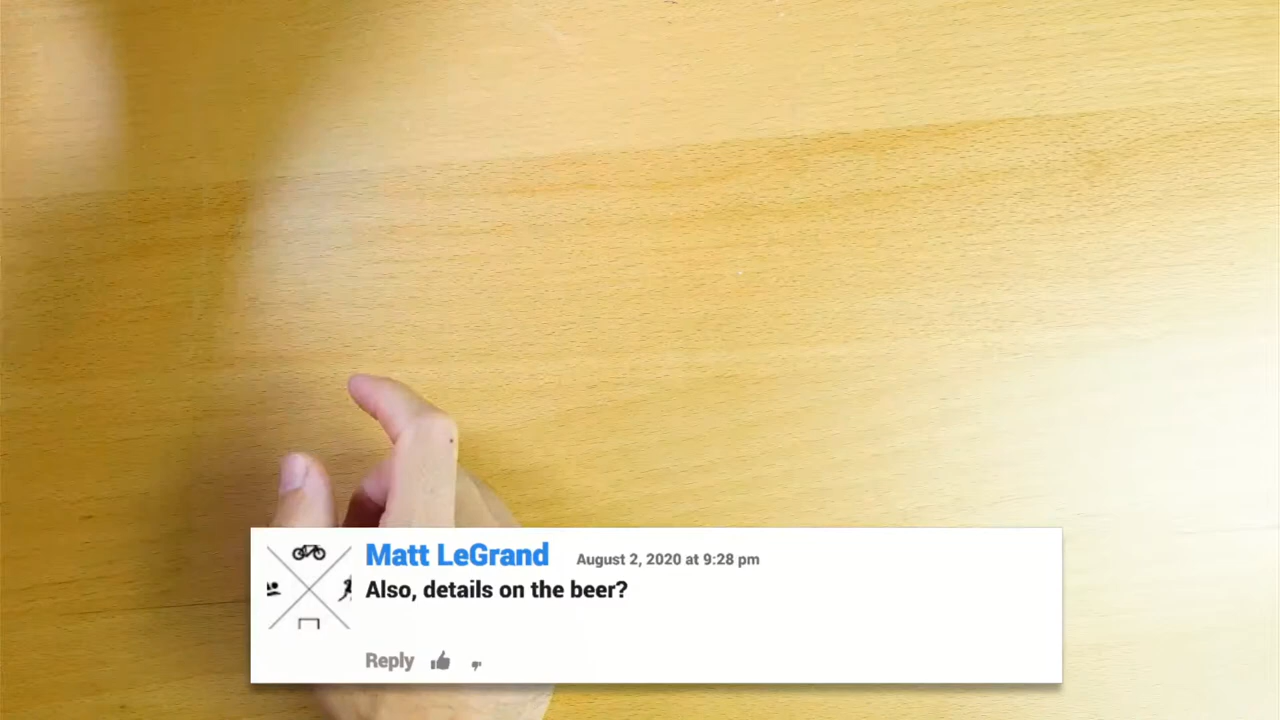 Matt LeGrand August 2, 2020 at 9:28 pm
Also, details on the beer?
Reply